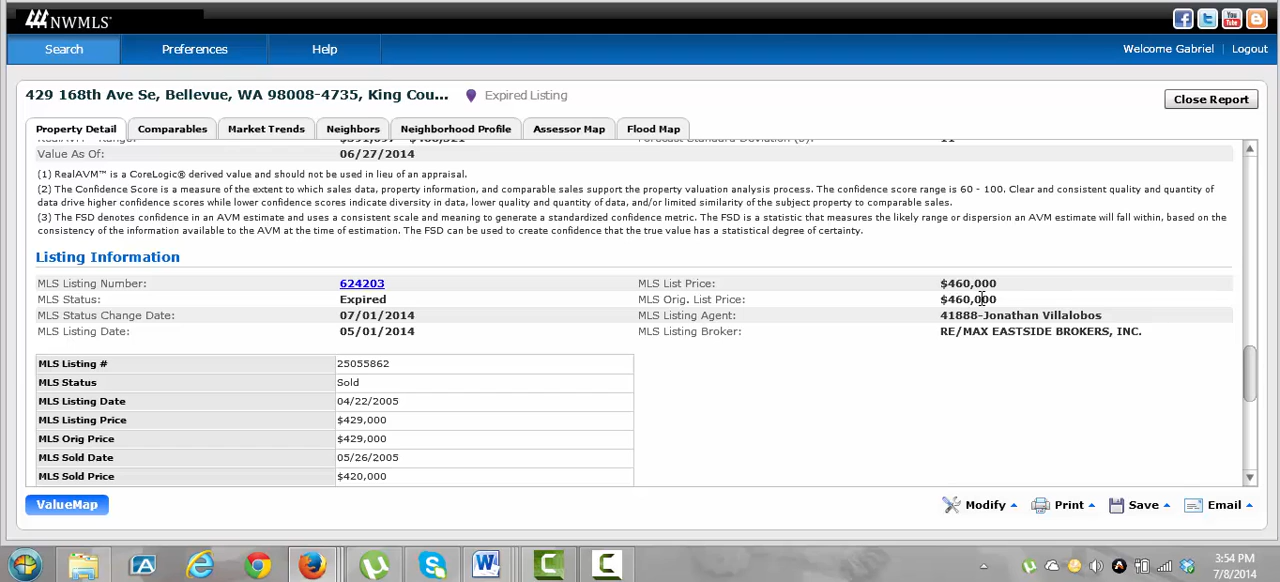 NWMLS
Search Preferences Help Welcome Gabriel | Logout
429 168th Ave Se, Bellevue, WA 98008-4735, King Cou... Expired Listing
Close Report
Property Detail Comparables Market Trends Neighbors Neighborhood Profile Assessor Map Flood Map
Value As Of: 06/27/2014
(1) RealAVM™ is a CoreLogic® derived value and should not be used in lieu of an appraisal.
(2) The Confidence Score is a measure of the extent to which sales data, property information, and comparable sales support the property valuation analysis process. The confidence score range is 60 - 100. Clear and consistent quality and quantity of
data drive higher confidence scores while lower confidence scores indicate diversity in data, lower quality and quantity of data, and/or limited similarity of the subject property to comparable sales.
(3) The FSD denotes confidence in an AVM estimate and uses a consistent scale and meaning to generate a standardized confidence metric. The FSD is a statistic that measures the likely range or dispersion an AVM estimate will fall within, based on the
consistency of the information available to the AVM at the time of estimation. The FSD can be used to create confidence that the true value has a statistical degree of certainty.
Listing Information
MLS Listing Number: 624203 MLS List Price: $460,000
MLS Status: Expired MLS Orig. List Price: $460,000
MLS Status Change Date: 07/01/2014 MLS Listing Agent: 41888-Jonathan Villalobos
MLS Listing Date: 05/01/2014 MLS Listing Broker: RE/MAX EASTSIDE BROKERS, INC.
MLS Listing # 25055862
MLS Status Sold
MLS Listing Date 04/22/2005
MLS Listing Price $429,000
MLS Orig Price $429,000
MLS Sold Date 05/26/2005
MLS Sold Price $420,000
ValueMap Modify Print Save Email
3:54 PM
7/8/2014